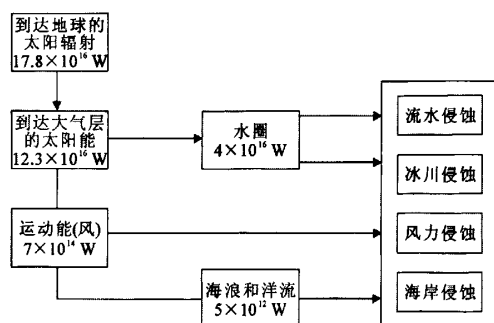 到达地球的
太阳辐射
17.8×10¹⁶ W
到达大气层
的太阳能
12.3×10¹⁶ W
水圈
4×10¹⁶ W
运动能(风)
7×10¹⁴ W
海浪和洋流
5×10¹² W
流水侵蚀
冰川侵蚀
风力侵蚀
海岸侵蚀